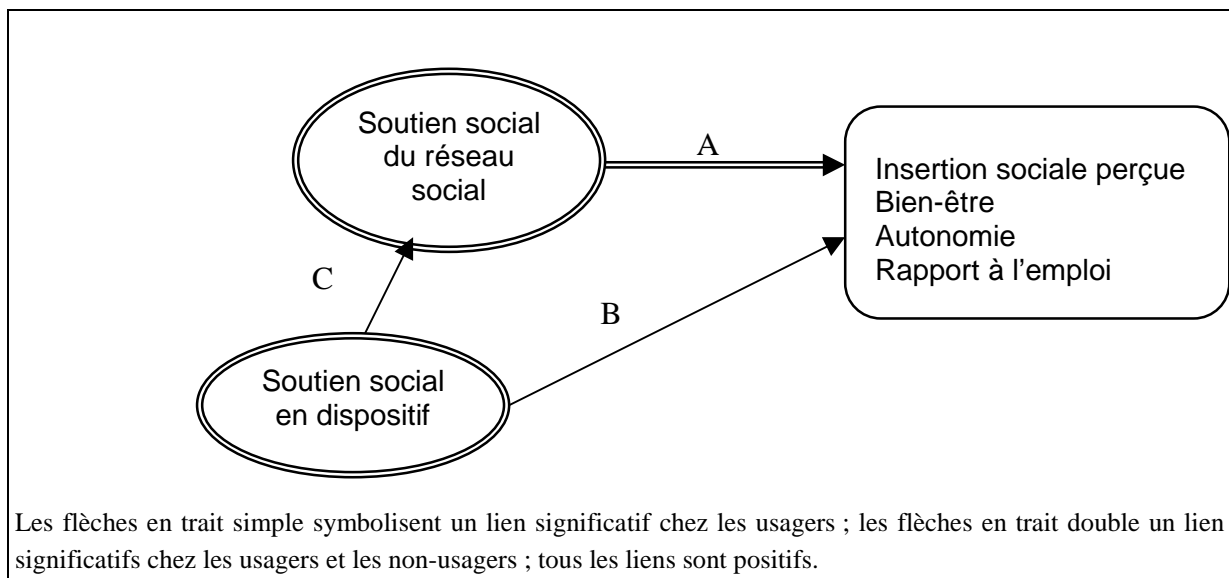 Soutien social
du réseau
social
A
Insertion sociale perçue
Bien-être
Autonomie
Rapport à l'emploi
C
B
Soutien social
en dispositif
Les flèches en trait simple symbolisent un lien significatif chez les usagers ; les flèches en trait double un lien
significatifs chez les usagers et les non-usagers ; tous les liens sont positifs.